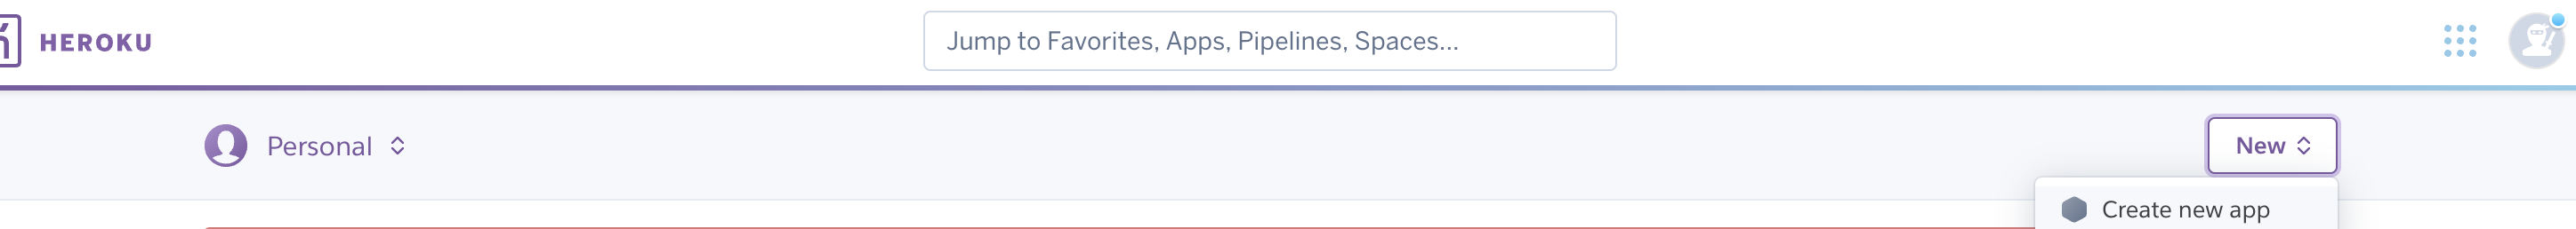 HEROKU
Jump to Favorites, Apps, Pipelines, Spaces...
Personal
New
Create new app